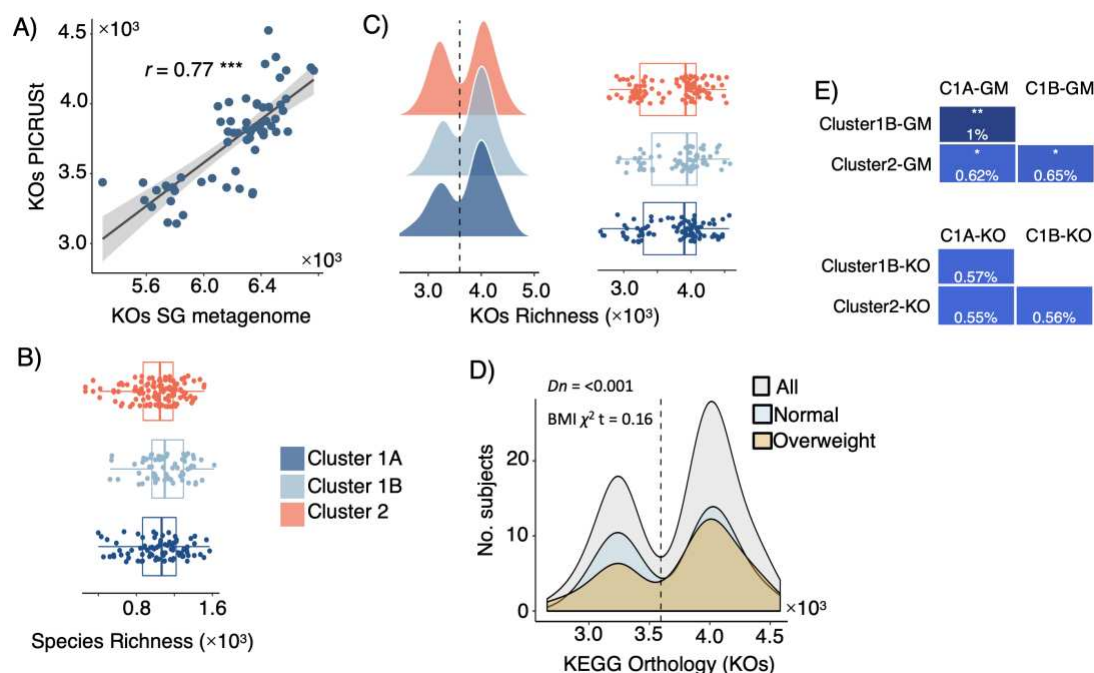 A)
×10³
4.5
4.0
3.5
3.0
r = 0.77 ***
KOs PICRUSt
5.6 6.0 6.4
×10³
KOs SG metagenome
B)
0.8 1.6
Species Richness (×10³)
Cluster 1A
Cluster 1B
Cluster 2
C)
3.0 4.0 5.0
3.0 4.0
KOs Richness (×10³)
D)
Dn = <0.001
BMI χ² t = 0.16
All
Normal
Overweight
No. subjects
20
10
0
3.0 3.5 4.0 4.5
×10³
KEGG Orthology (KOs)
E)
C1A-GM C1B-GM
Cluster1B-GM
**
1%
Cluster2-GM
* *
0.62% 0.65%
C1A-KO C1B-KO
Cluster1B-KO
0.57%
Cluster2-KO
0.55% 0.56%